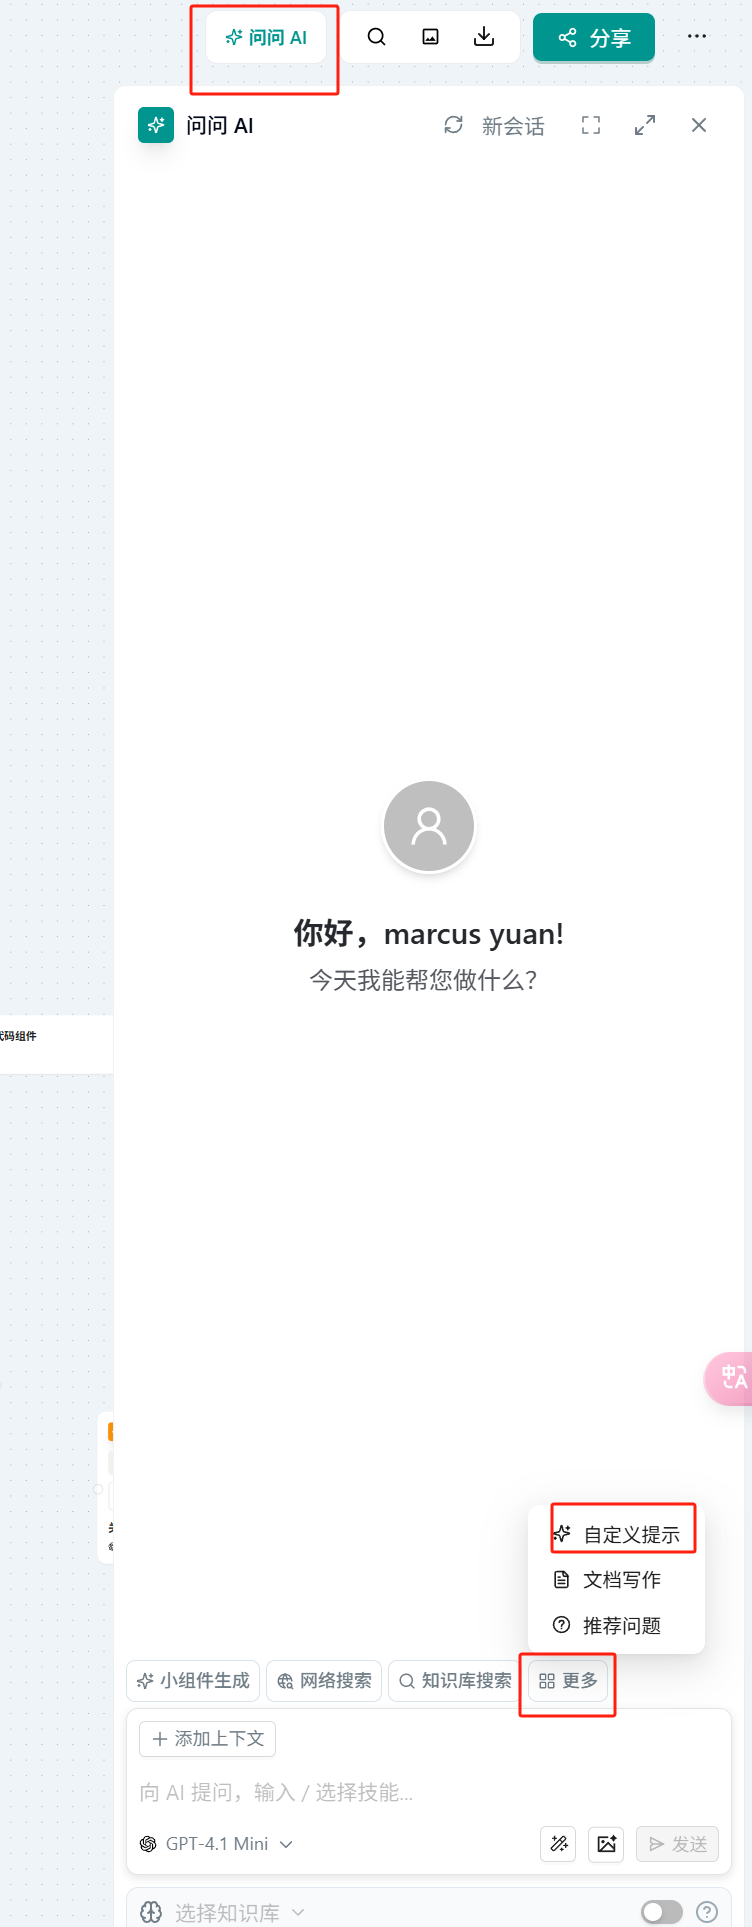 问问 AI
分享
问问 AI
新会话
你好，marcus yuan!
今天我能帮您做什么？
代码组件
中A
自定义提示
文档写作
推荐问题
小组件生成
网络搜索
知识库搜索
更多
添加上下文
向 AI 提问，输入 / 选择技能...
GPT-4.1 Mini
发送
选择知识库